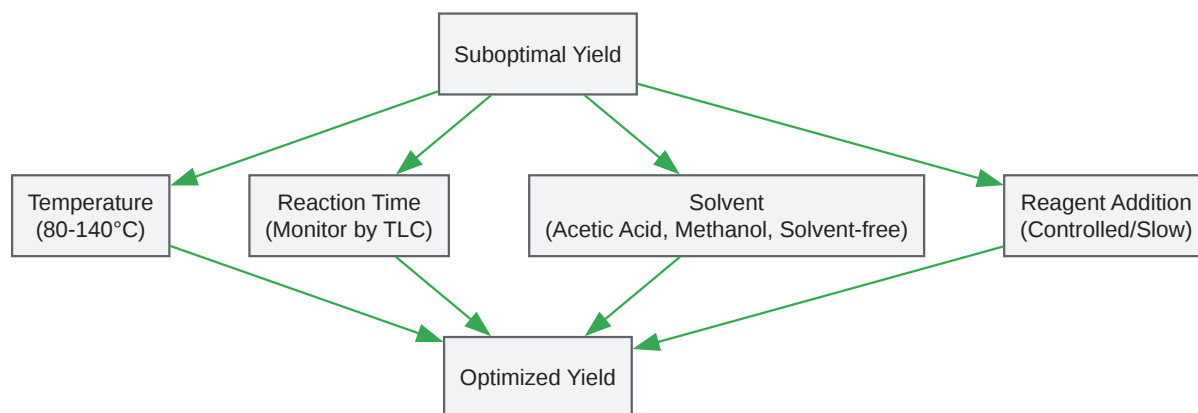 Suboptimal Yield
Temperature
(80-140°C)
Reaction Time
(Monitor by TLC)
Solvent
(Acetic Acid, Methanol, Solvent-free)
Reagent Addition
(Controlled/Slow)
Optimized Yield